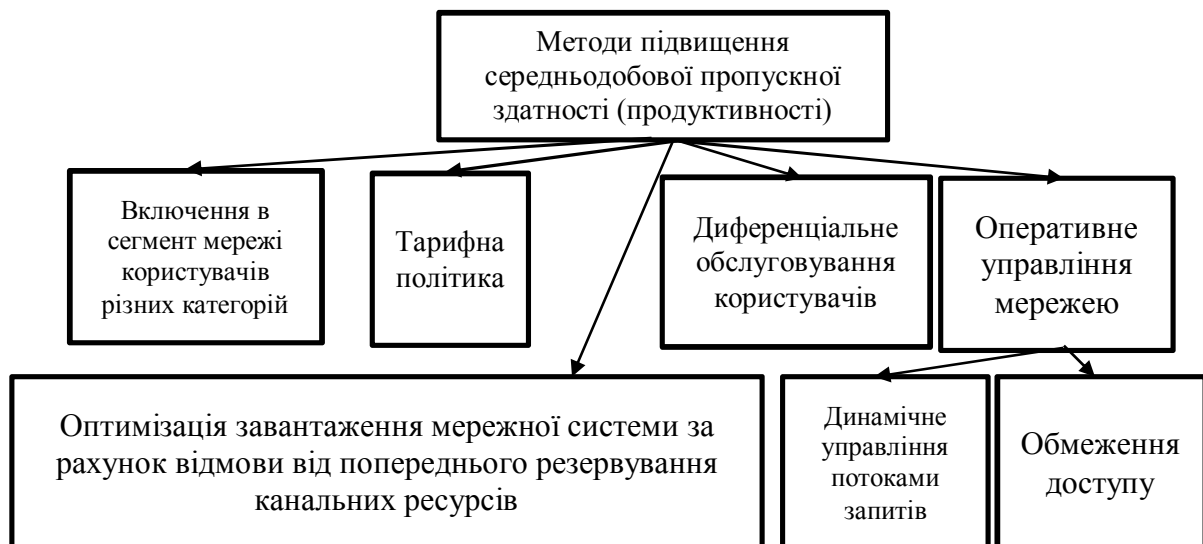 Методи підвищення
середньодобової пропускної
здатності (продуктивності)
Включення в
сегмент мережі
користувачів
різних категорій
Тарифна
політика
Диференціальне
обслуговування
користувачів
Оперативне
управління
мережею
Оптимізація завантаження мережної системи за
рахунок відмови від попереднього резервування
канальних ресурсів
Динамічне
управління
потоками
запитів
Обмеження
доступу